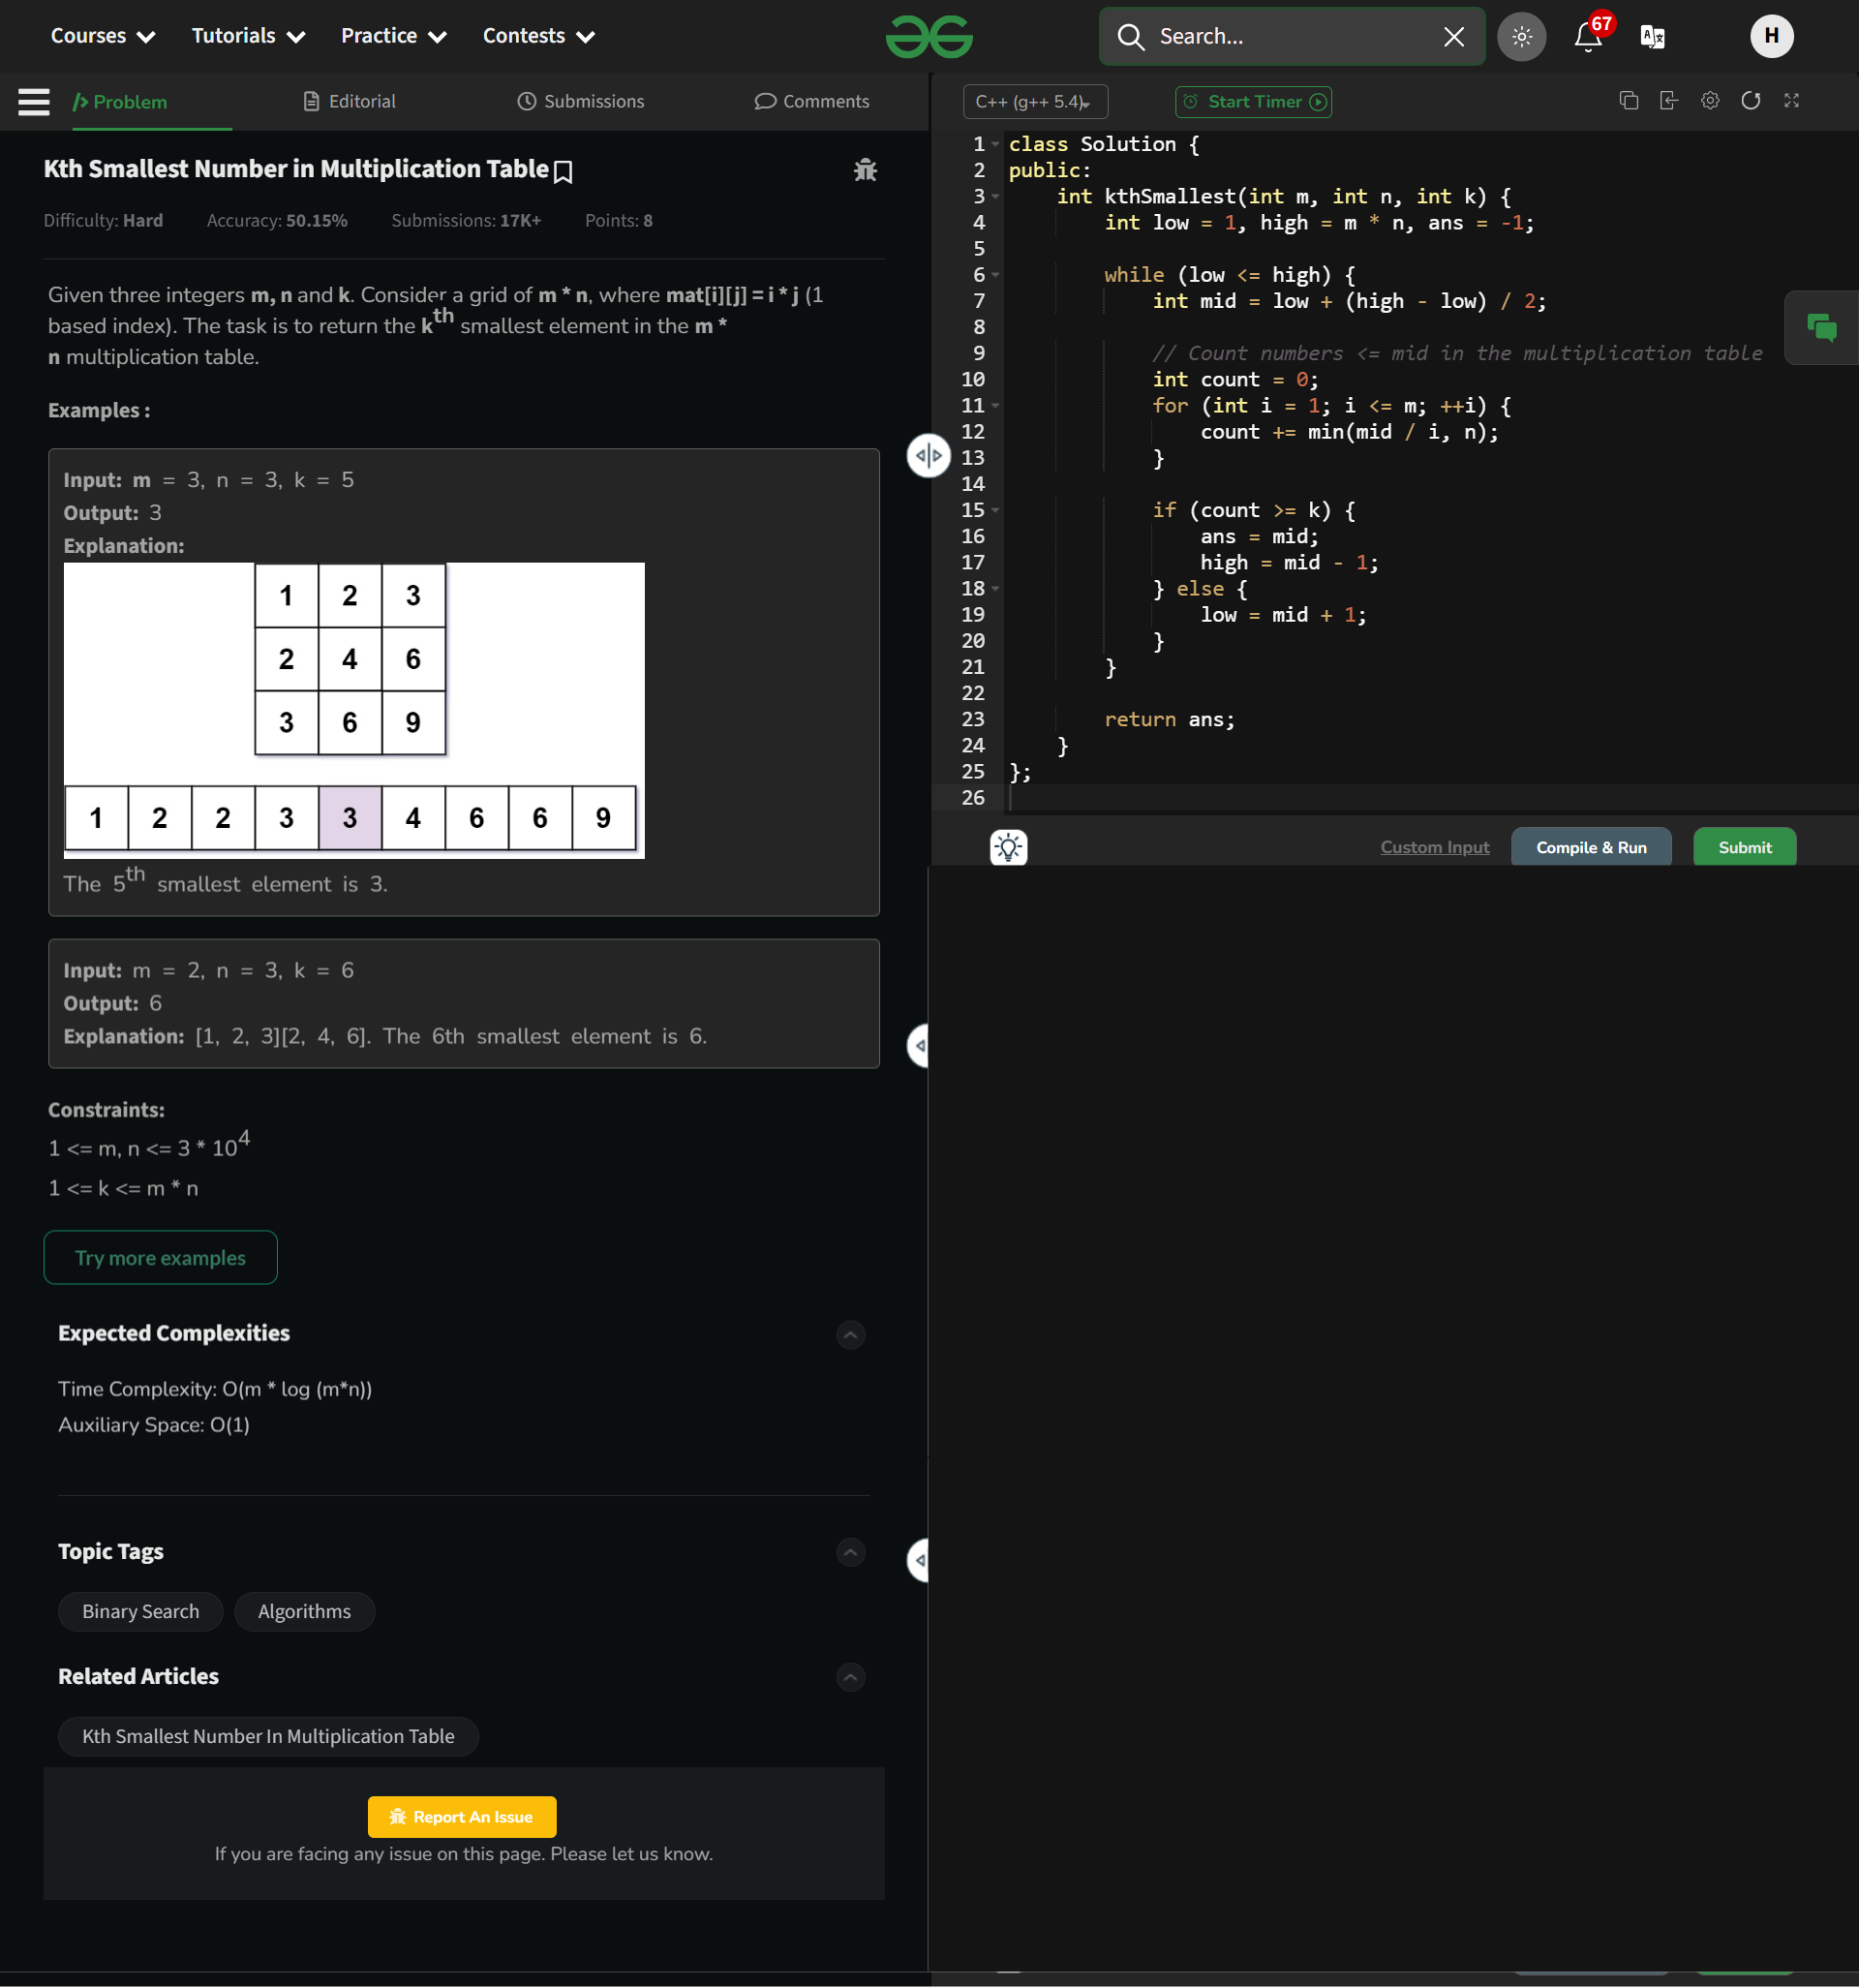 Courses Tutorials Practice Contests Search... 67 H
Problem Editorial Submissions Comments
Kth Smallest Number in Multiplication Table
Difficulty: Hard Accuracy: 50.15% Submissions: 17K+ Points: 8
Given three integers m, n and k. Consider a grid of m * n, where mat[i][j] = i * j (1
based index). The task is to return the kth smallest element in the m *
n multiplication table.
Examples :
Input: m = 3, n = 3, k = 5
Output: 3
Explanation:
1 2 3
2 4 6
3 6 9
1 2 2 3 3 4 6 6 9
The 5th smallest element is 3.
Input: m = 2, n = 3, k = 6
Output: 6
Explanation: [1, 2, 3][2, 4, 6]. The 6th smallest element is 6.
Constraints:
1 <= m, n <= 3 * 10^4
1 <= k <= m * n
Try more examples
Expected Complexities
Time Complexity: O(m * log (m*n))
Auxiliary Space: O(1)
Topic Tags
Binary Search Algorithms
Related Articles
Kth Smallest Number In Multiplication Table
Report An Issue
If you are facing any issue on this page. Please let us know.
C++ (g++ 5.4) Start Timer
1 class Solution {
2 public:
3     int kthSmallest(int m, int n, int k) {
4         int low = 1, high = m * n, ans = -1;
5
6         while (low <= high) {
7             int mid = low + (high - low) / 2;
8
9             // Count numbers <= mid in the multiplication table
10             int count = 0;
11             for (int i = 1; i <= m; ++i) {
12                 count += min(mid / i, n);
13             }
14
15             if (count >= k) {
16                 ans = mid;
17                 high = mid - 1;
18             } else {
19                 low = mid + 1;
20             }
21         }
22
23         return ans;
24     }
25 };
26
Custom Input Compile & Run Submit